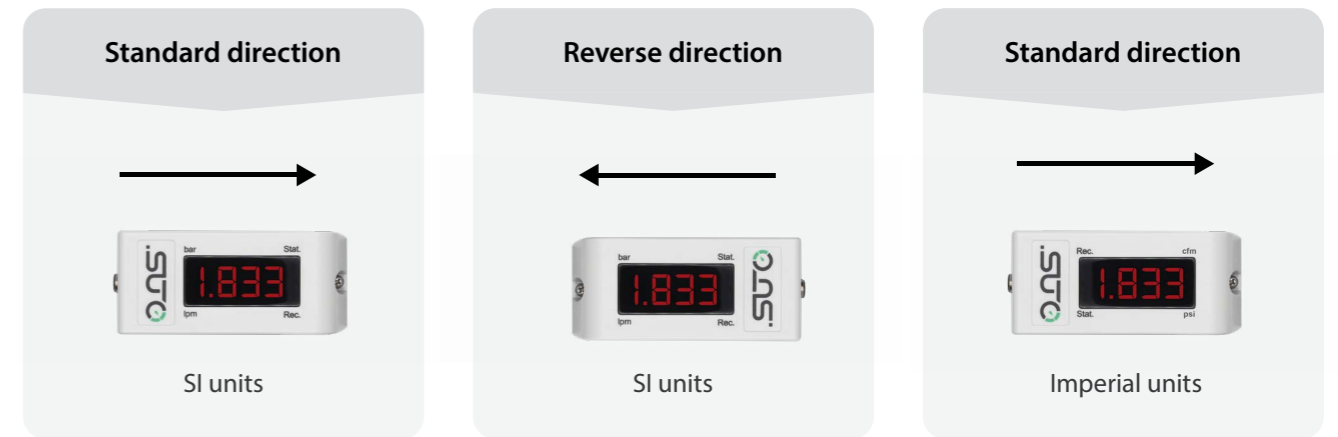 Standard direction
bar Stat.
SUTO
1.833
lpm Rec.
SI units
Reverse direction
bar Stat.
1.833
SUTO
lpm Rec.
SI units
Standard direction
Rec. cfm
SUTO
1.833
Stat. psi
Imperial units